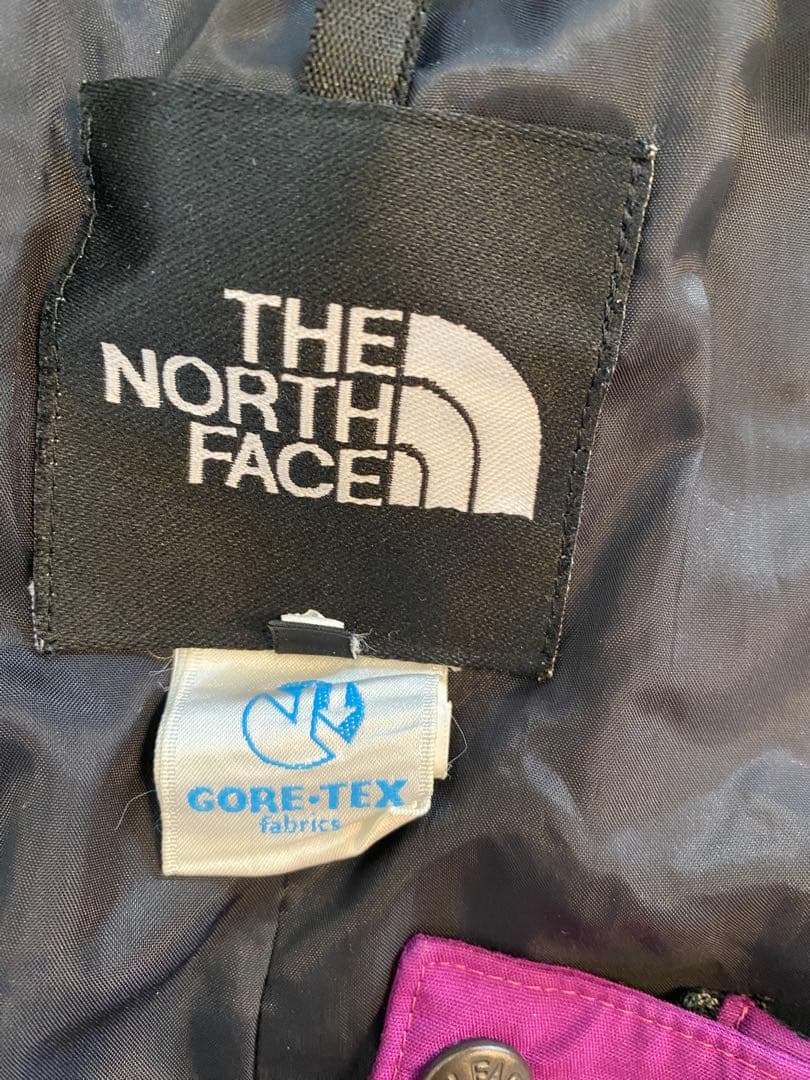 THE
NORTH
FACE
GORE-TEX
fabrics